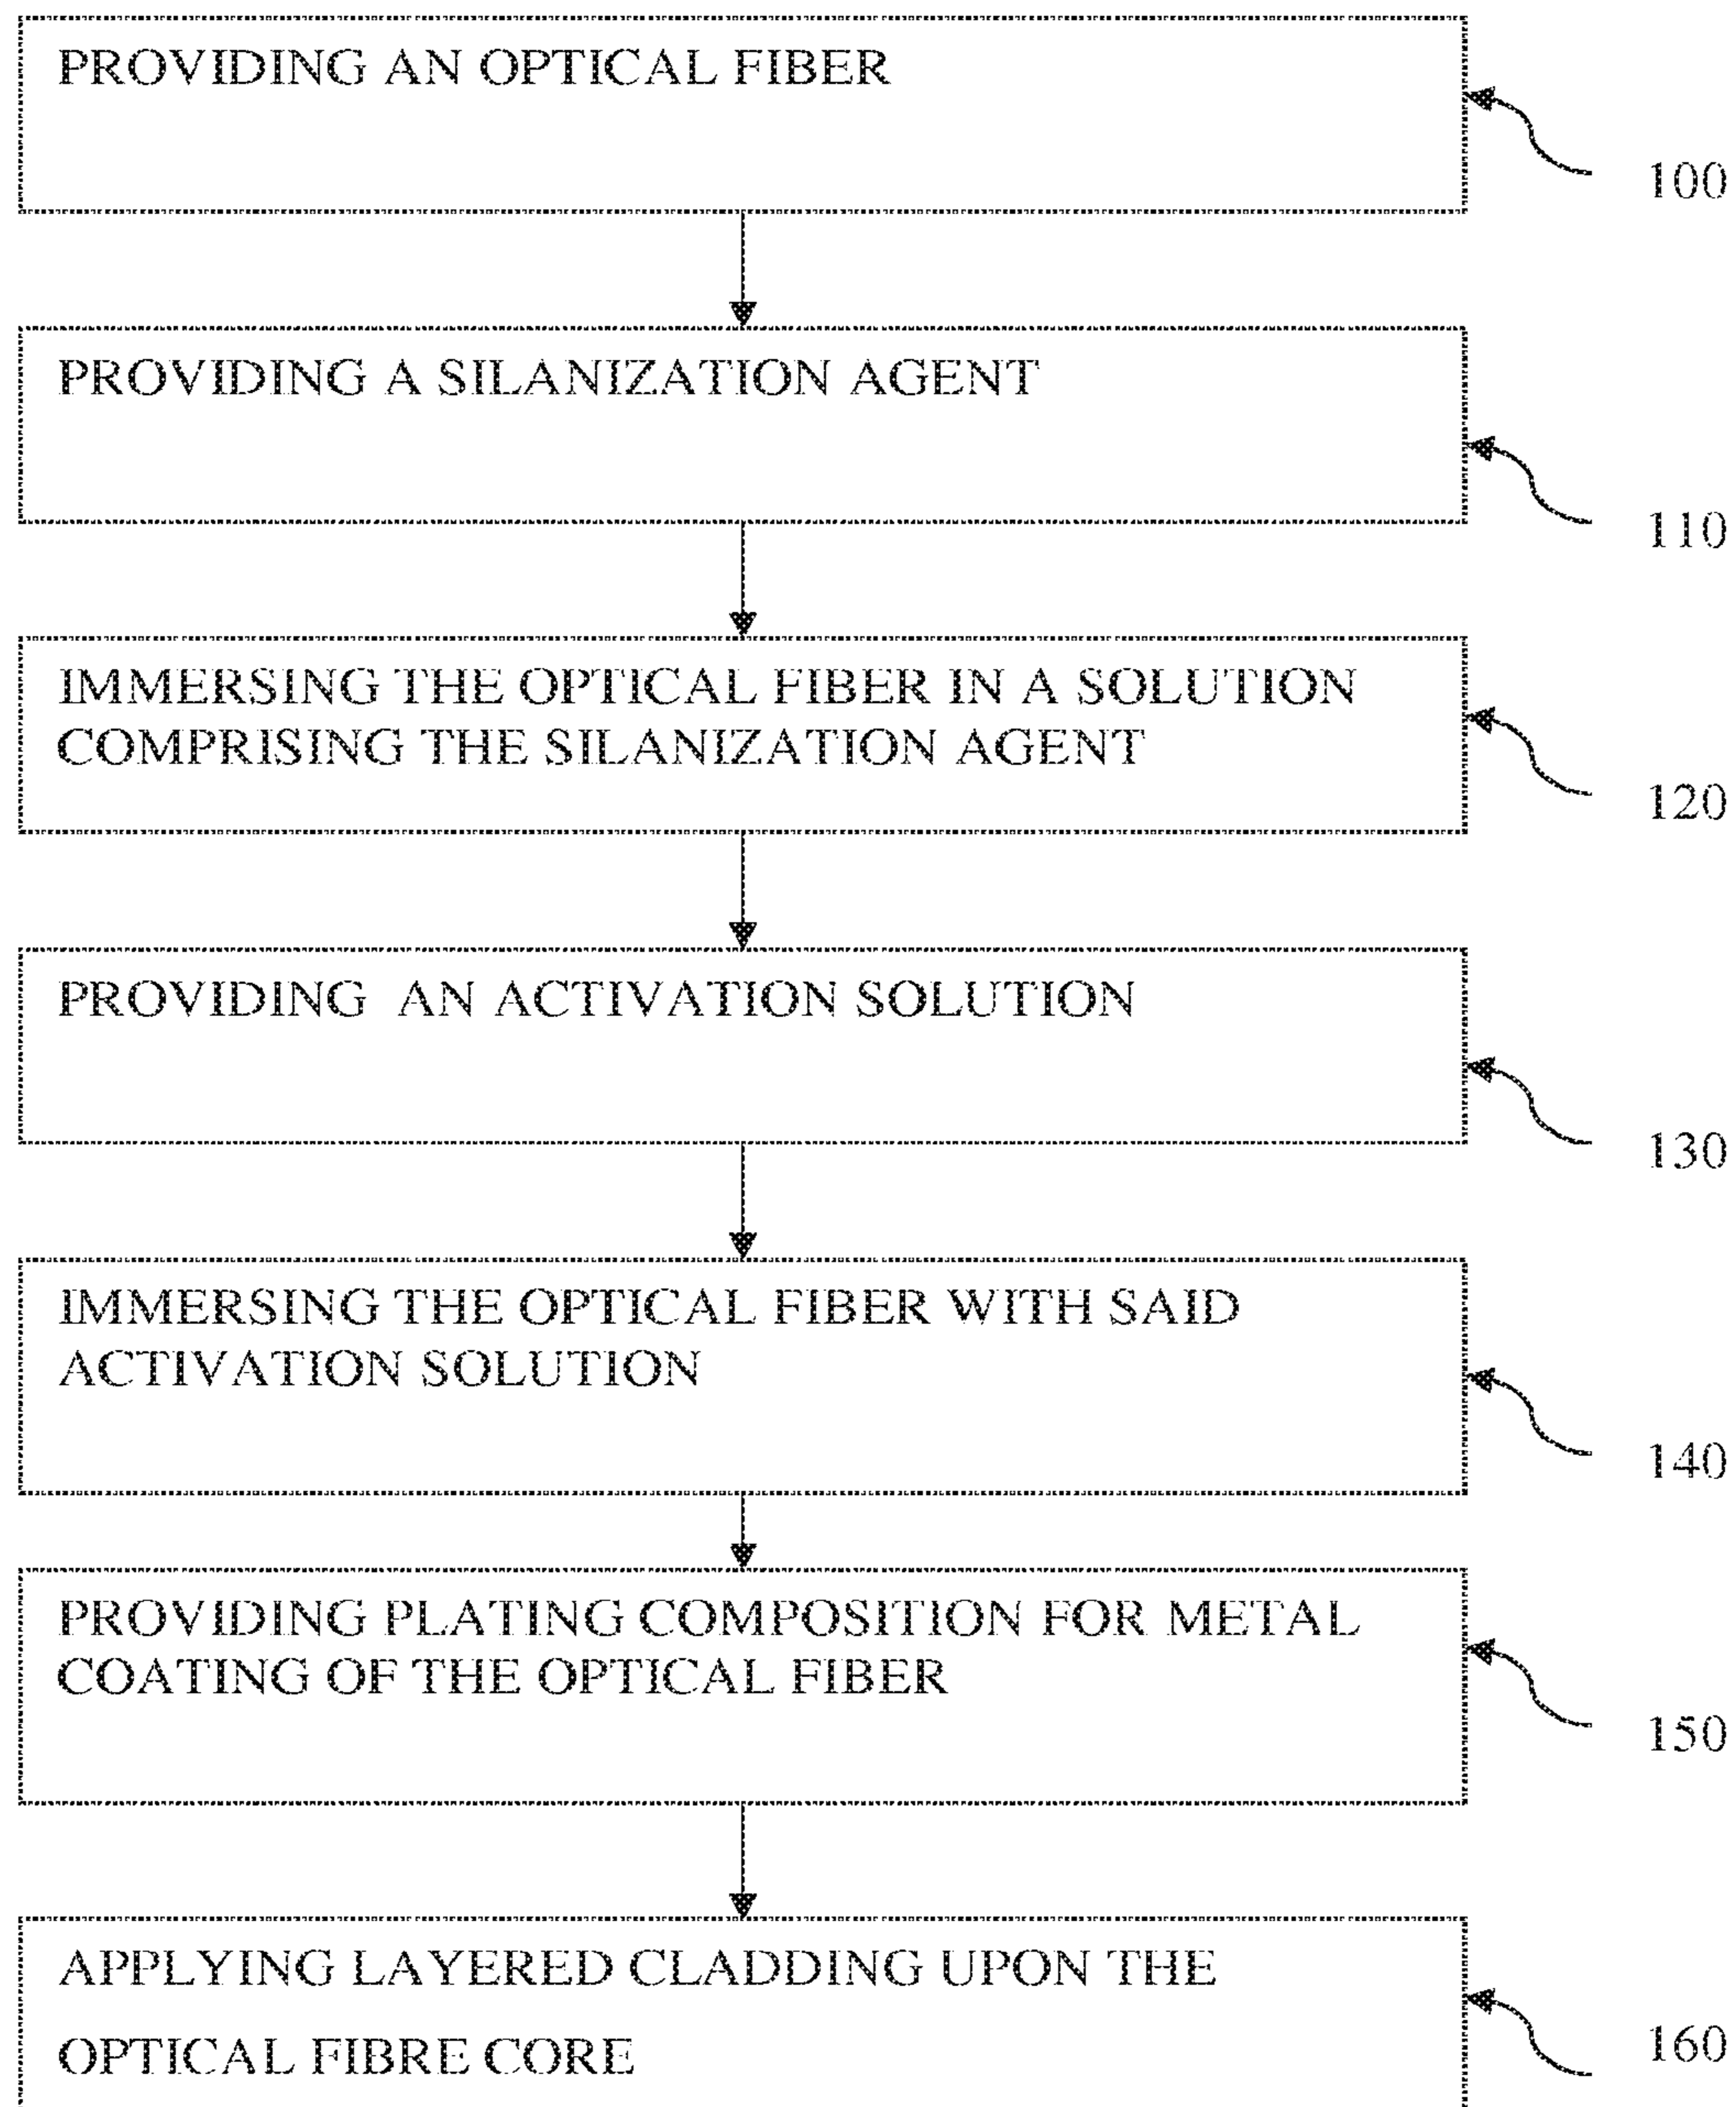 PROVIDING AN OPTICAL FIBER
100
PROVIDING A SILANIZATION AGENT
110
IMMERSING THE OPTICAL FIBER IN A SOLUTION
COMPRISING THE SILANIZATION AGENT
120
PROVIDING AN ACTIVATION SOLUTION
130
IMMERSING THE OPTICAL FIBER WITH SAID
ACTIVATION SOLUTION
140
PROVIDING PLATING COMPOSITION FOR METAL
COATING OF THE OPTICAL FIBER
150
APPLYING LAYERED CLADDING UPON THE
OPTICAL FIBRE CORE
160